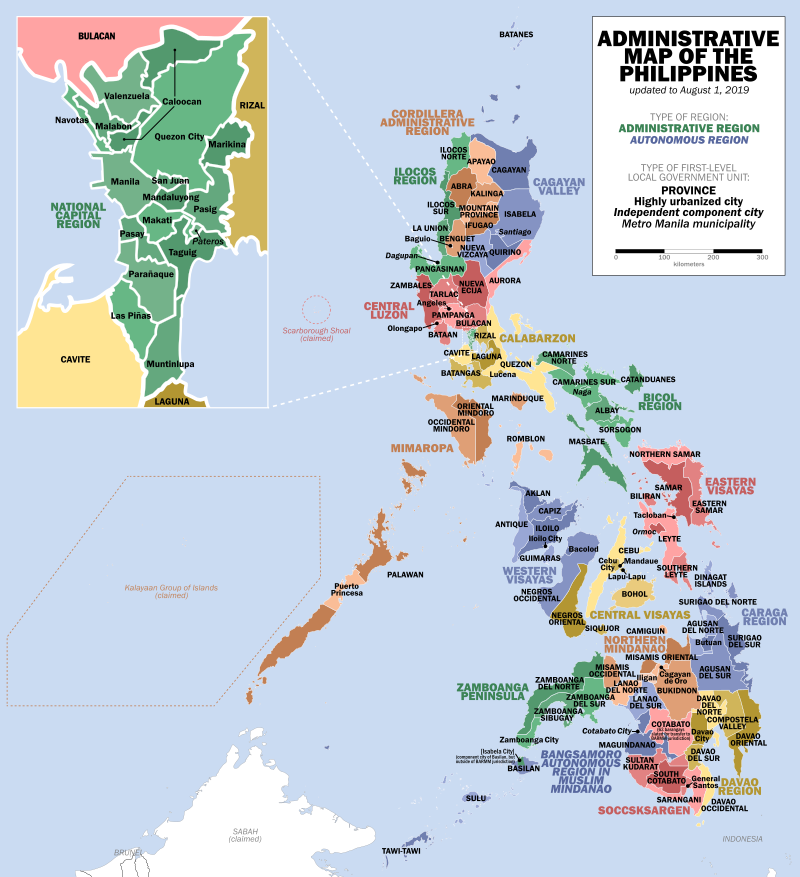 BULACAN
Valenzuela
Caloocan
RIZAL
Navotas
Malabon
Quezon City
Marikina
Manila
San Juan
Mandaluyong
NATIONAL
CAPITAL
REGION
Makati
Pasig
Pasay
Pateros
Taguig
Parañaque
Las Piñas
CAVITE
Muntinlupa
LAGUNA
ADMINISTRATIVE
MAP OF THE
PHILIPPINES
updated to August 1, 2019
TYPE OF REGION:
ADMINISTRATIVE REGION
AUTONOMOUS REGION
TYPE OF FIRST-LEVEL
LOCAL GOVERNMENT UNIT:
PROVINCE
Highly urbanized city
Independent component city
Metro Manila municipality
0 100 200 300
kilometers
BATANES
CORDILLERA
ADMINISTRATIVE
REGION
ILOCOS
NORTE
APAYAO
CAGAYAN
ILOCOS
REGION
CAGAYAN
VALLEY
ABRA
KALINGA
ILOCOS
SUR
MOUNTAIN
PROVINCE
ISABELA
IFUGAO
LA UNION
Santiago
Baguio
BENGUET
NUEVA
VIZCAYA
QUIRINO
Dagupan
PANGASINAN
AURORA
ZAMBALES
TARLAC
NUEVA
ECIJA
Angeles
CENTRAL
LUZON
PAMPANGA
BULACAN
Olongapo
BATAAN
RIZAL
CALABARZON
Scarborough Shoal
(claimed)
CAVITE
LAGUNA
QUEZON
BATANGAS
Lucena
CAMARINES
NORTE
CAMARINES SUR
CATANDUANES
Naga
BICOL
REGION
ALBAY
SORSOGON
MARINDUQUE
ORIENTAL
MINDORO
OCCIDENTAL
MINDORO
MIMAROPA
ROMBLON
MASBATE
NORTHERN SAMAR
EASTERN
VISAYAS
SAMAR
BILIRAN
EASTERN
SAMAR
Tacloban
Ormoc
LEYTE
SOUTHERN
LEYTE
AKLAN
CAPIZ
ANTIQUE
ILOILO
Iloilo City
GUIMARAS
Bacolod
WESTERN
VISAYAS
NEGROS
OCCIDENTAL
CEBU
Cebu
City
Mandaue
Lapu-Lapu
BOHOL
NEGROS
ORIENTAL
CENTRAL VISAYAS
SIQUIJOR
Kalayaan Group of Islands
(claimed)
PALAWAN
Puerto
Princesa
DINAGAT
ISLANDS
SURIGAO DEL NORTE
CARAGA
REGION
CAMIGUIN
AGUSAN
DEL NORTE
Butuan
SURIGAO
DEL SUR
AGUSAN
DEL SUR
NORTHERN
MINDANAO
MISAMIS ORIENTAL
MISAMIS
OCCIDENTAL
Iligan
Cagayan
de Oro
LANAO
DEL NORTE
BUKIDNON
LANAO
DEL SUR
ZAMBOANGA
PENINSULA
ZAMBOANGA
DEL NORTE
ZAMBOANGA
DEL SUR
ZAMBOANGA
SIBUGAY
Zamboanga City
(Isabela City)
(component city of Basilan, but
outside of BARMM jurisdiction)
BASILAN
BANGSAMORO
AUTONOMOUS
REGION IN
MUSLIM
MINDANAO
Cotabato City
MAGUINDANAO
COTABATO
DAVAO
DEL
NORTE
COMPOSTELA
VALLEY
Davao
City
DAVAO
ORIENTAL
DAVAO
DEL SUR
SULTAN
KUDARAT
SOUTH
COTABATO
General
Santos
SARANGANI
DAVAO
OCCIDENTAL
DAVAO
REGION
SOCCSKSARGEN
SULU
TAWI-TAWI
SABAH
(claimed)
BRUNEI
INDONESIA